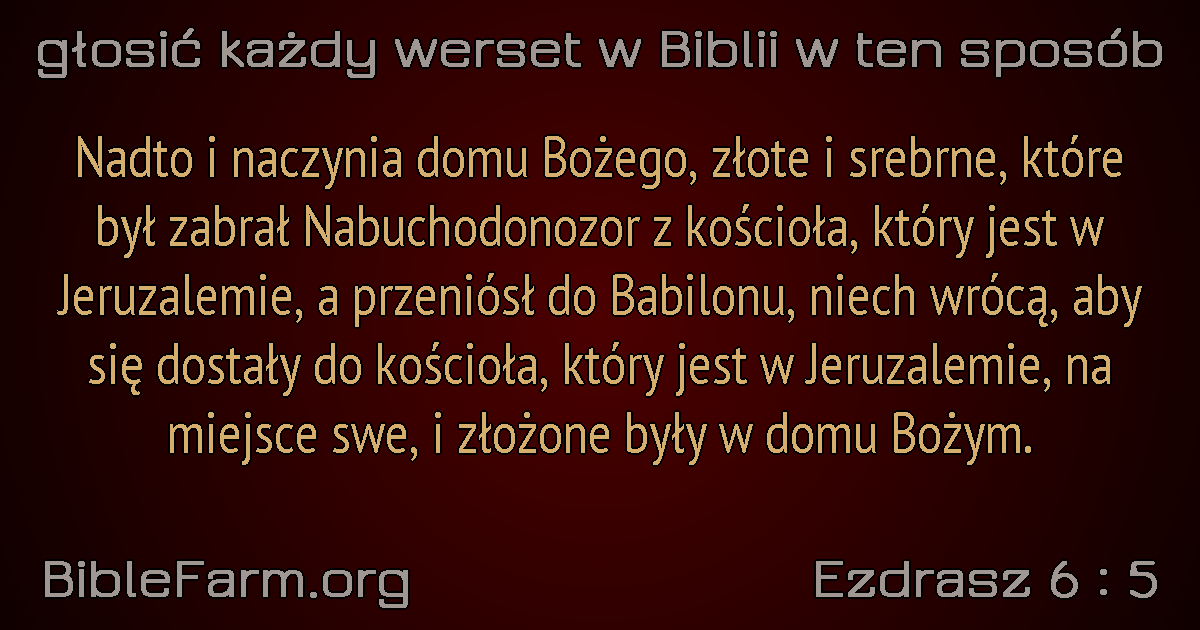 głosić każdy werset w Biblii w ten sposób
Nadto i naczynia domu Bożego, złote i srebrne, które
był zabrał Nabuchodonozor z kościoła, który jest w
Jeruzalemie, a przeniósł do Babilonu, niech wrócą, aby
się dostały do kościoła, który jest w Jeruzalemie, na
miejsce swe, i złożone były w domu Bożym.
BibleFarm.org
Ezdrasz 6 : 5